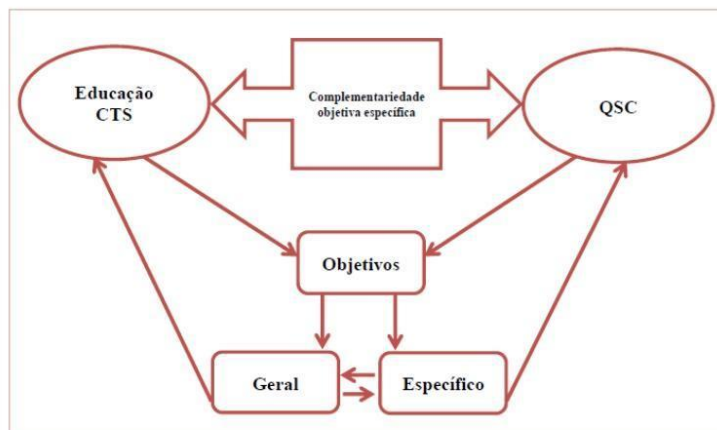 Educação
CTS
Complementariedade
objetiva específica
QSC
Objetivos
Geral
Específico